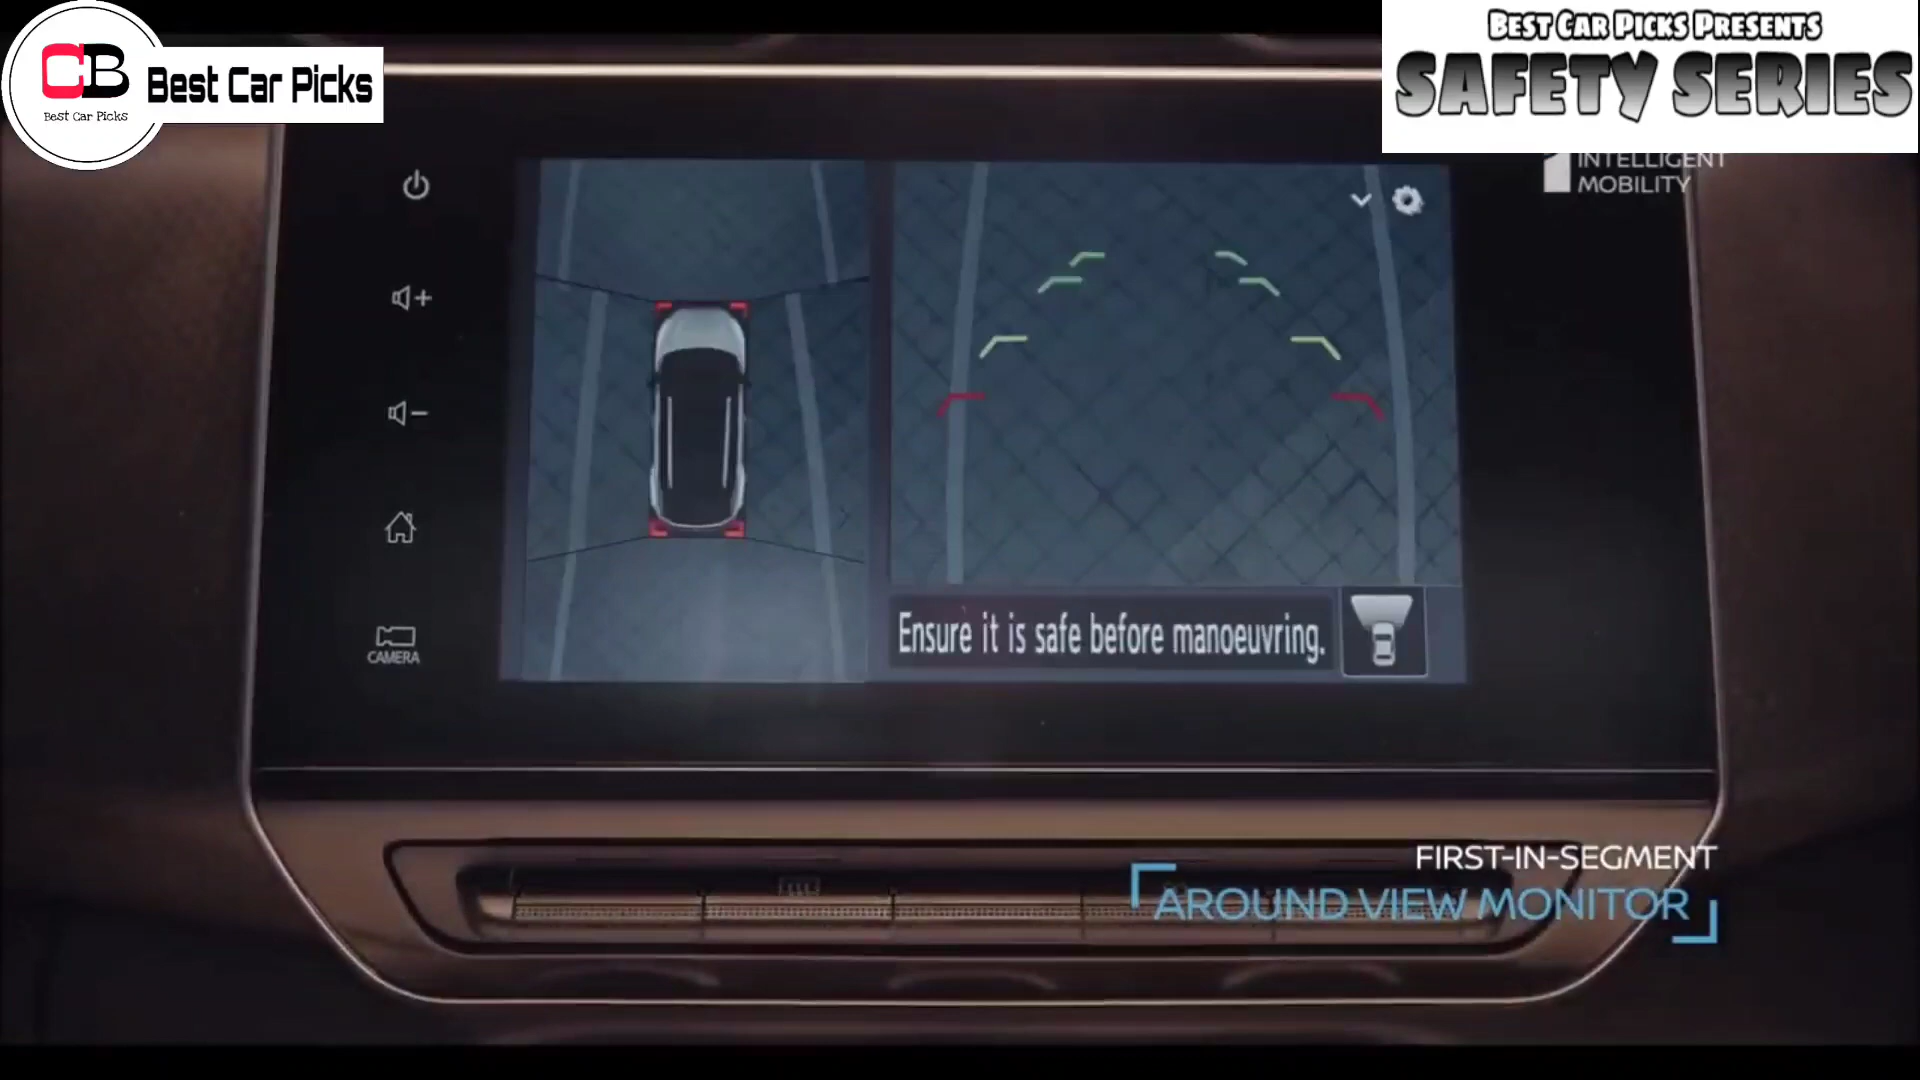 CB
Best Car Picks
Best Car Picks
BEST CAR PICKS PRESENTS
SAFETY SERIES
INTELLIGENT
MOBILITY
CAMERA
Ensure it is safe before manoeuvring.
FIRST-IN-SEGMENT
AROUND VIEW MONITOR